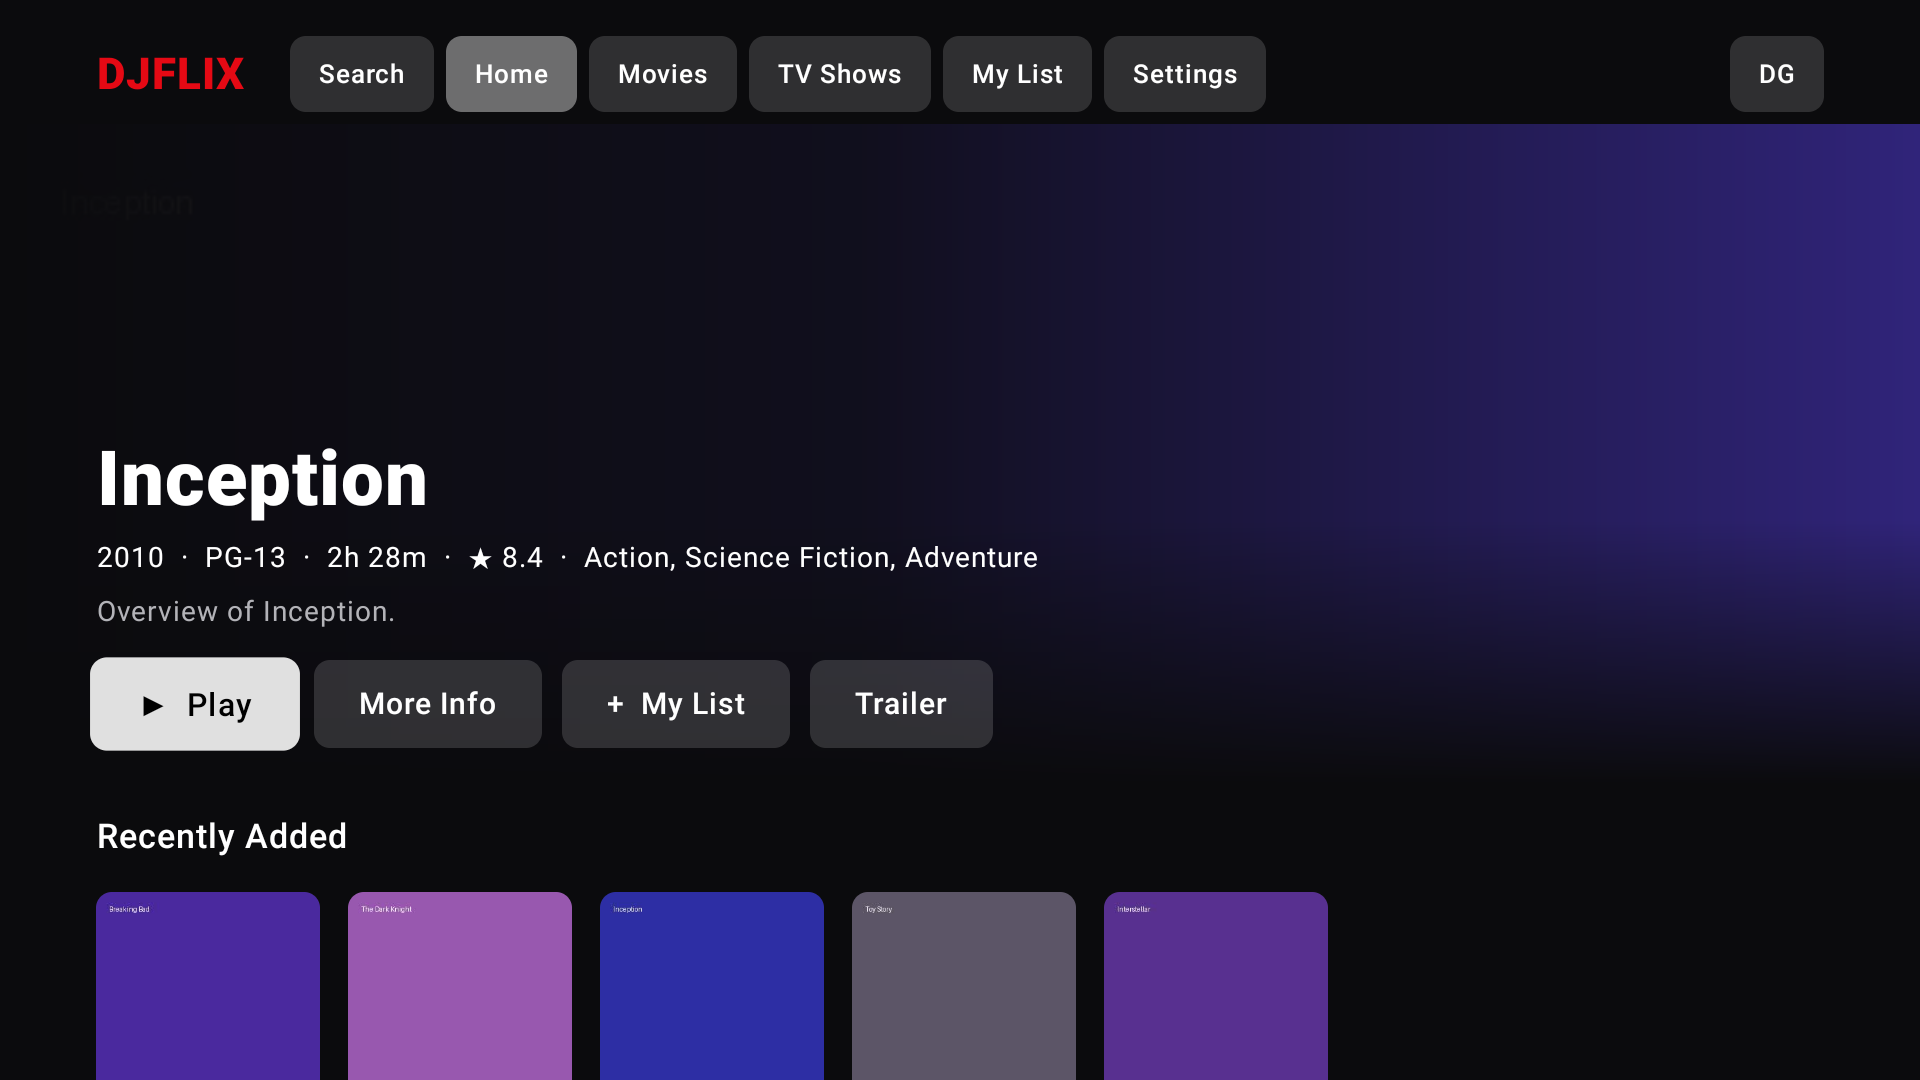 DJFLIX Search Home Movies TV Shows My List Settings DG
Inception
Inception
2010 · PG-13 · 2h 28m · ★ 8.4 · Action, Science Fiction, Adventure
Overview of Inception.
▶ Play More Info + My List Trailer
Recently Added
Breaking Bad The Dark Knight Inception Toy Story Interstellar